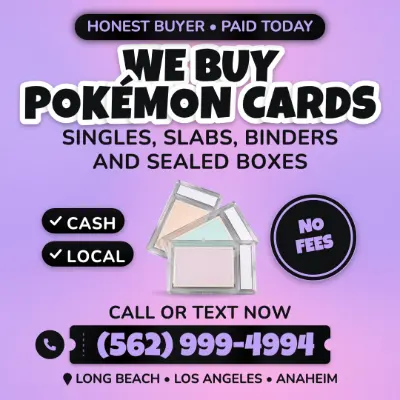 HONEST BUYER • PAID TODAY
WE BUY
POKÉMON CARDS
SINGLES, SLABS, BINDERS
AND SEALED BOXES
CASH
LOCAL
NO
FEES
CALL OR TEXT NOW
(562) 999-4994
LONG BEACH • LOS ANGELES • ANAHEIM